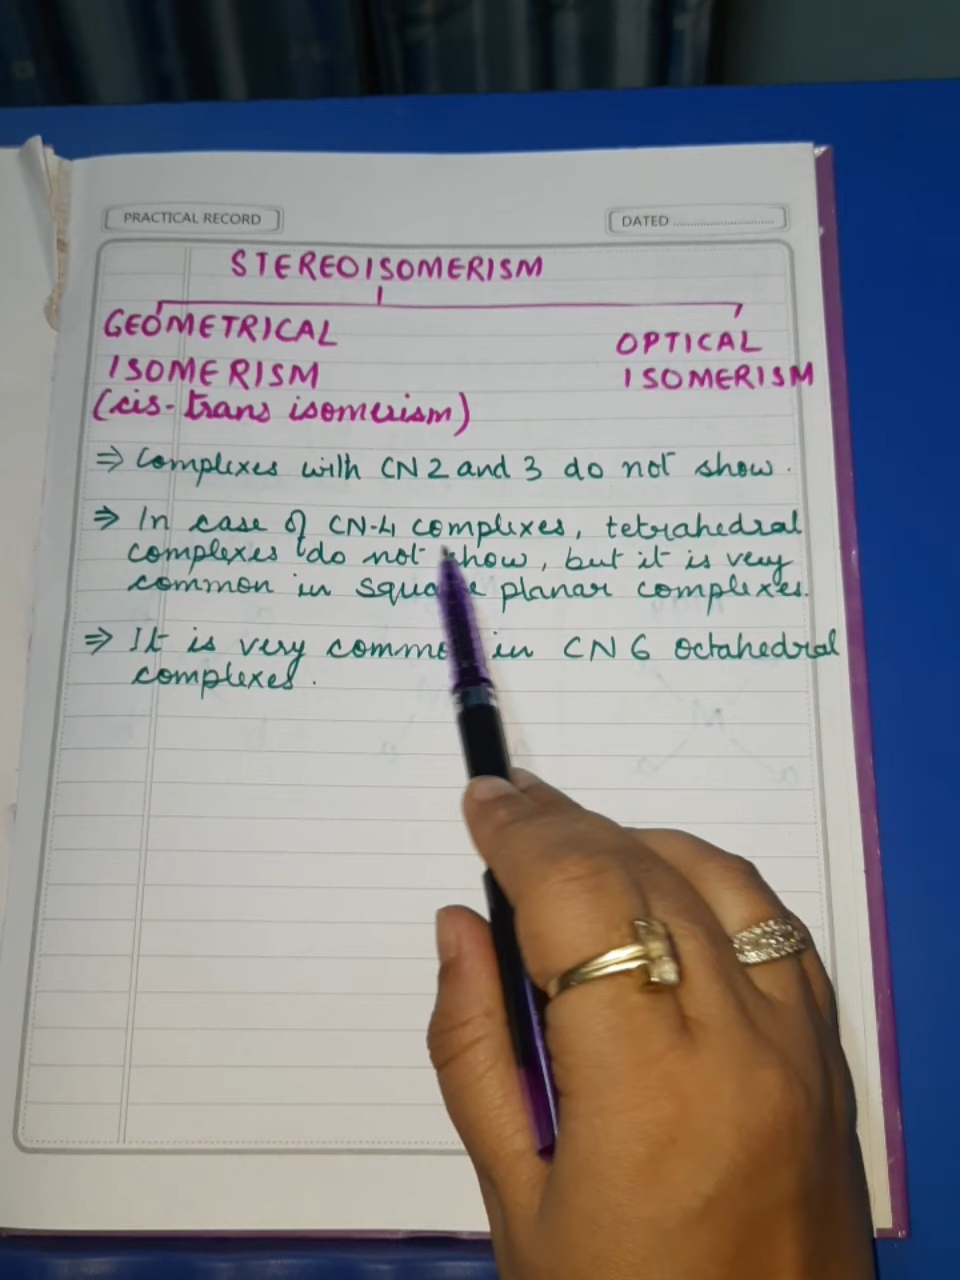 PRACTICAL RECORD
DATED
STEREOISOMERISM
GEOMETRICAL
ISOMERISM
(cis-trans isomerism)
OPTICAL
ISOMERISM
⇒ Complexes with CN 2 and 3 do not show.
⇒ In case of CN-4 complexes, tetrahedral
complexes do not show, but it is very
common in square planar complexes.
⇒ It is very common in CN 6 octahedral
complexes.